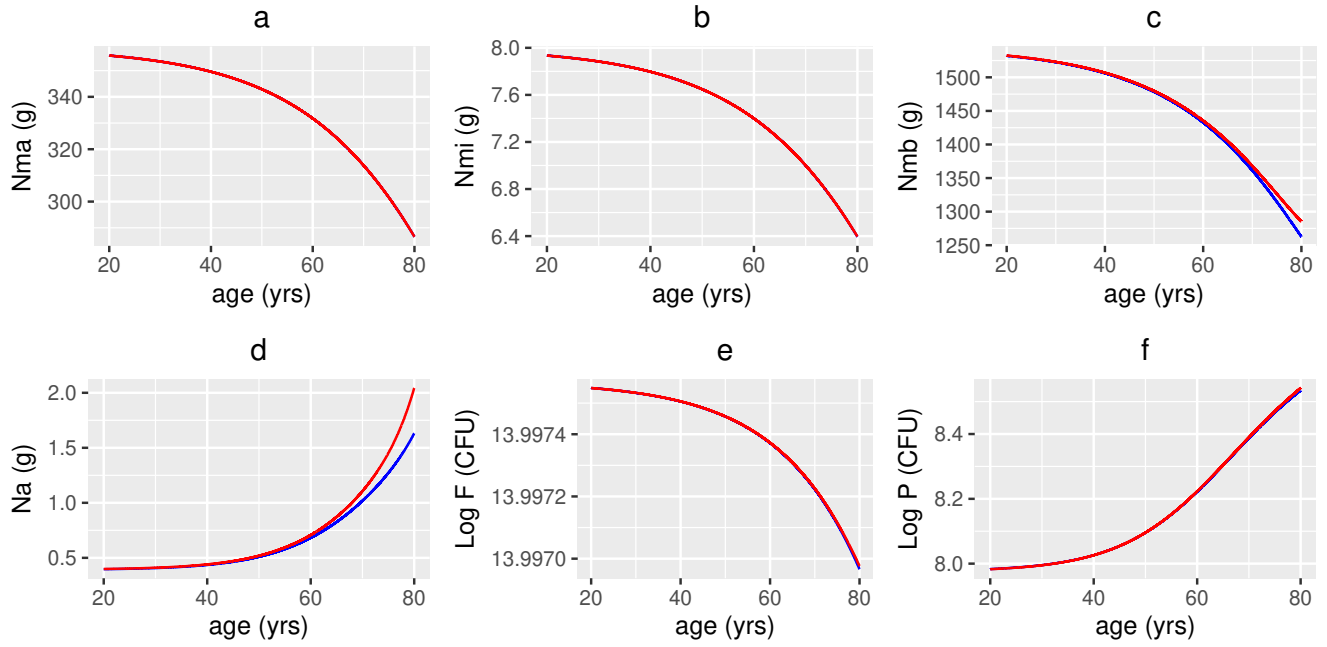 a
Nma (g)
340
320
300
20 40 60 80
age (yrs)
b
Nmi (g)
8.0
7.6
7.2
6.8
6.4
20 40 60 80
age (yrs)
c
Nmb (g)
1500
1450
1400
1350
1300
1250
20 40 60 80
age (yrs)
d
Na (g)
2.0
1.5
1.0
0.5
20 40 60 80
age (yrs)
e
Log F (CFU)
13.9974
13.9972
13.9970
20 40 60 80
age (yrs)
f
Log P (CFU)
8.4
8.2
8.0
20 40 60 80
age (yrs)